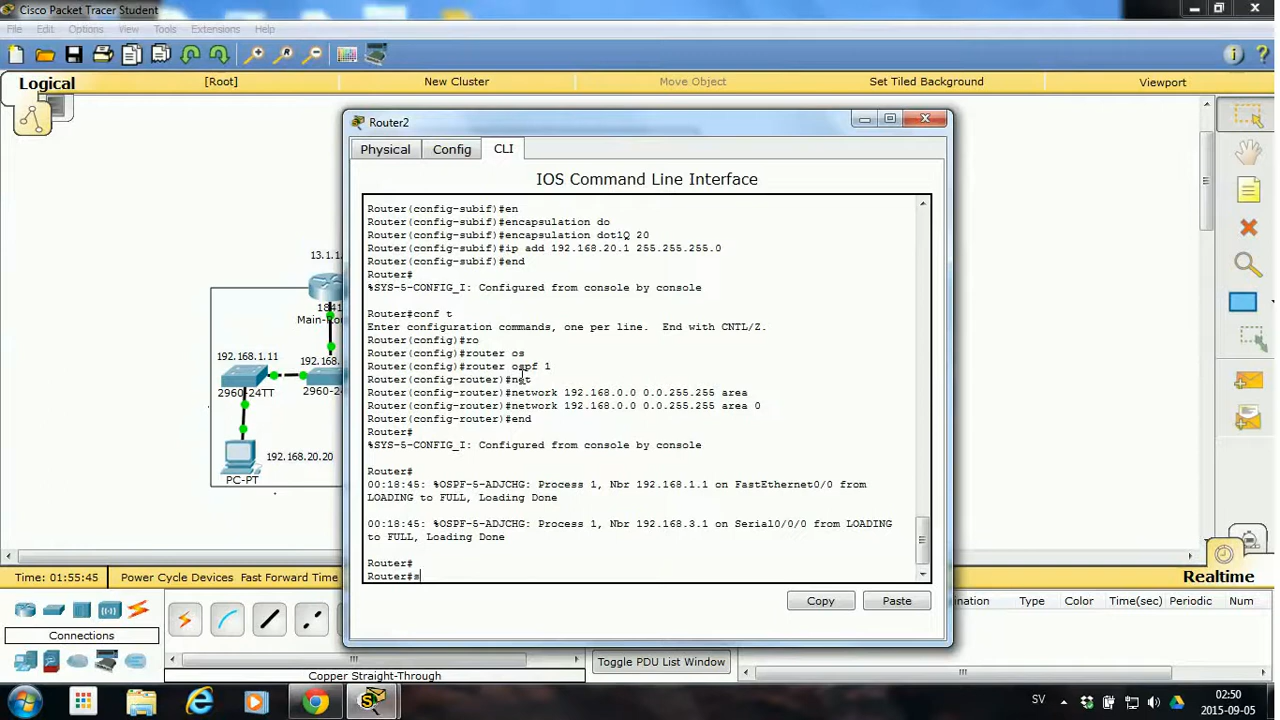 Cisco Packet Tracer Student
File Edit Options View Tools Extensions Help
Logical
[Root]
New Cluster
Move Object
Set Tiled Background
Viewport
Router2
Physical
Config
CLI
IOS Command Line Interface
Router(config-subif)#en
Router(config-subif)#encapsulation do
Router(config-subif)#encapsulation dot1Q 20
Router(config-subif)#ip add 192.168.20.1 255.255.255.0
Router(config-subif)#end
Router#
%SYS-5-CONFIG_I: Configured from console by console
Router#conf t
Enter configuration commands, one per line.  End with CNTL/Z.
Router(config)#ro
Router(config)#router os
Router(config)#router ospf 1
Router(config-router)#net
Router(config-router)#network 192.168.0.0 0.0.255.255 area
Router(config-router)#network 192.168.0.0 0.0.255.255 area 0
Router(config-router)#end
Router#
%SYS-5-CONFIG_I: Configured from console by console
Router#
00:18:45: %OSPF-5-ADJCHG: Process 1, Nbr 192.168.1.1 on FastEthernet0/0 from
LOADING to FULL, Loading Done
00:18:45: %OSPF-5-ADJCHG: Process 1, Nbr 192.168.3.1 on Serial0/0/0 from LOADING
to FULL, Loading Done
Router#
Router#s
Copy
Paste
13.1.1
1841
Main-Ro
192.168.1.11
192.168.
2960-24TT
2960-
192.168.20.20
PC-PT
Time: 01:55:45
Power Cycle Devices
Fast Forward Time
Realtime
Connections
Copper Straight-Through
Toggle PDU List Window
ination
Type
Color
Time(sec)
Periodic
Num
SV
02:50
2015-09-05